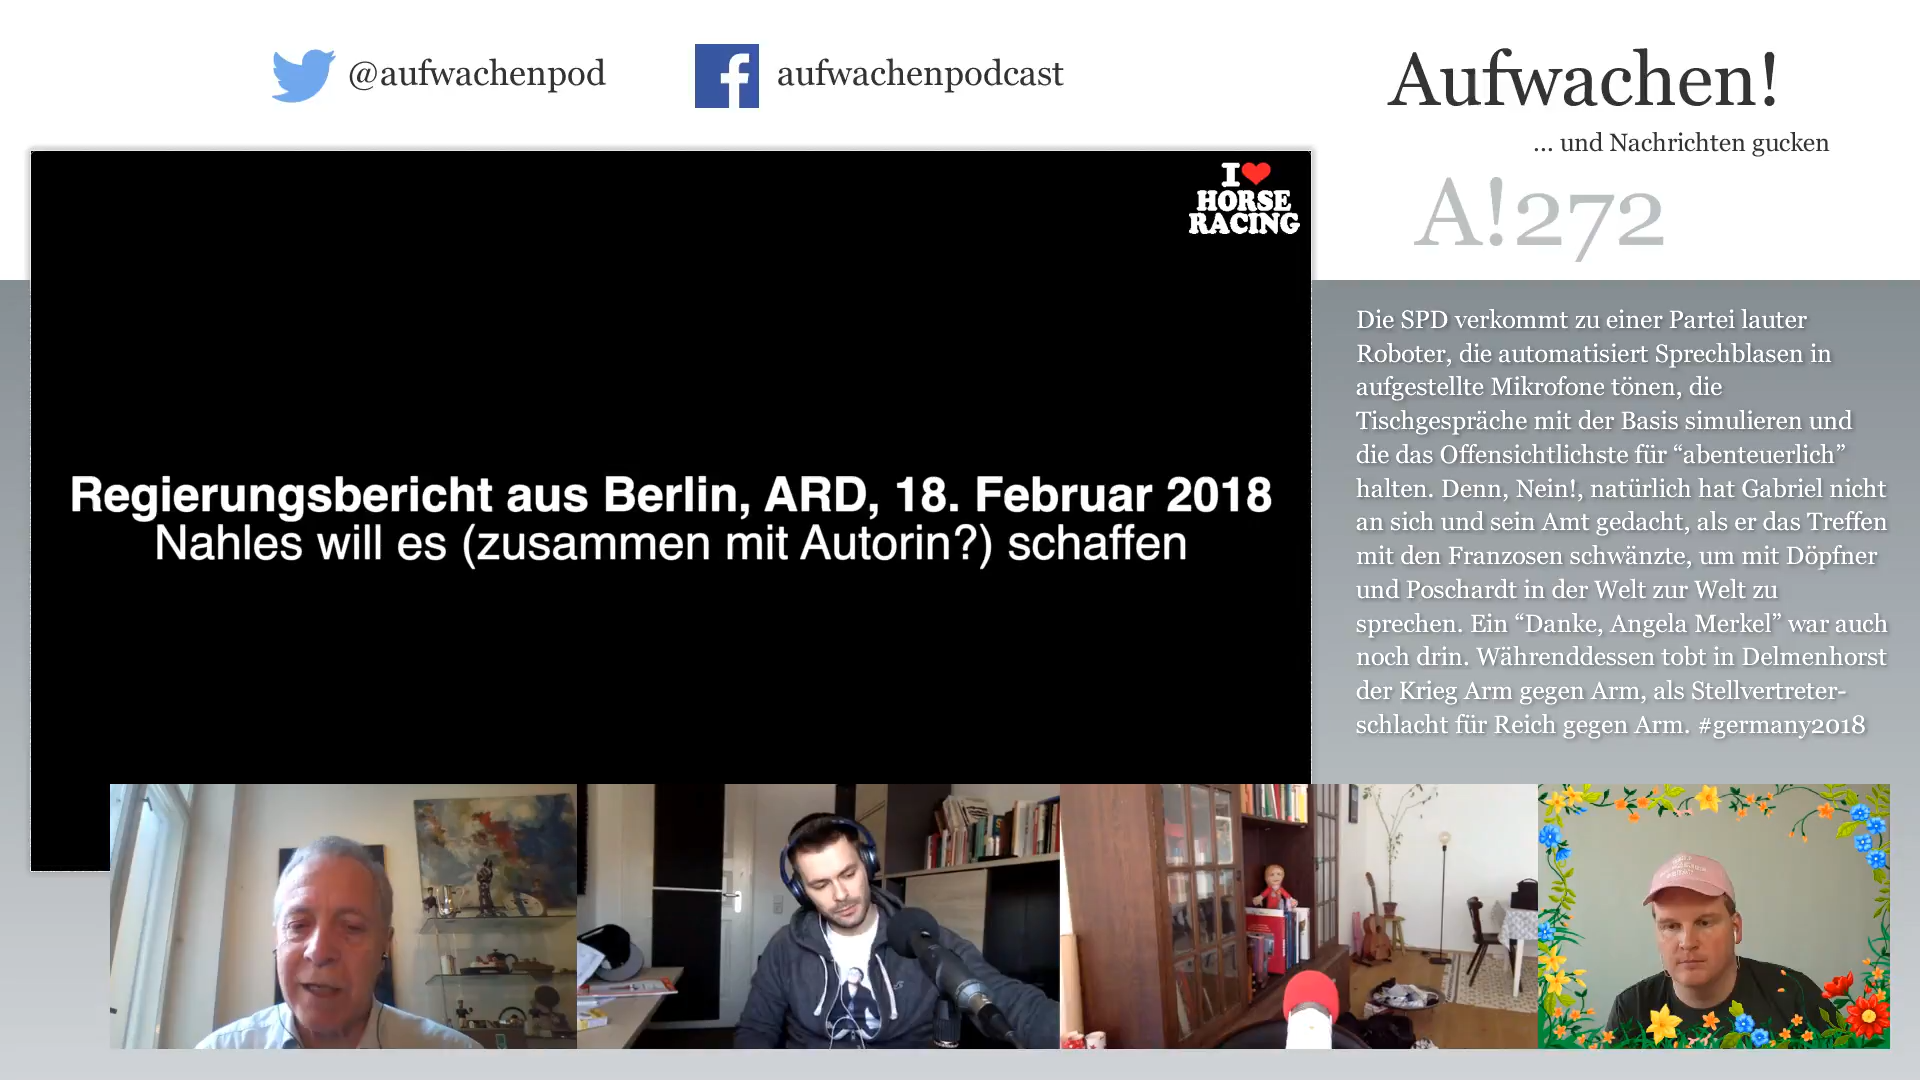 @aufwachenpod
aufwachenpodcast
Aufwachen!
... und Nachrichten gucken
A!272
I
HORSE
RACING
Regierungsbericht aus Berlin, ARD, 18. Februar 2018
Nahles will es (zusammen mit Autorin?) schaffen
Die SPD verkommt zu einer Partei lauter
Roboter, die automatisiert Sprechblasen in
aufgestellte Mikrofone tönen, die
Tischgespräche mit der Basis simulieren und
die das Offensichtlichste für “abenteuerlich”
halten. Denn, Nein!, natürlich hat Gabriel nicht
an sich und sein Amt gedacht, als er das Treffen
mit den Franzosen schwänzte, um mit Döpfner
und Poschardt in der Welt zur Welt zu
sprechen. Ein “Danke, Angela Merkel” war auch
noch drin. Währenddessen tobt in Delmenhorst
der Krieg Arm gegen Arm, als Stellvertreter-
schlacht für Reich gegen Arm. #germany2018